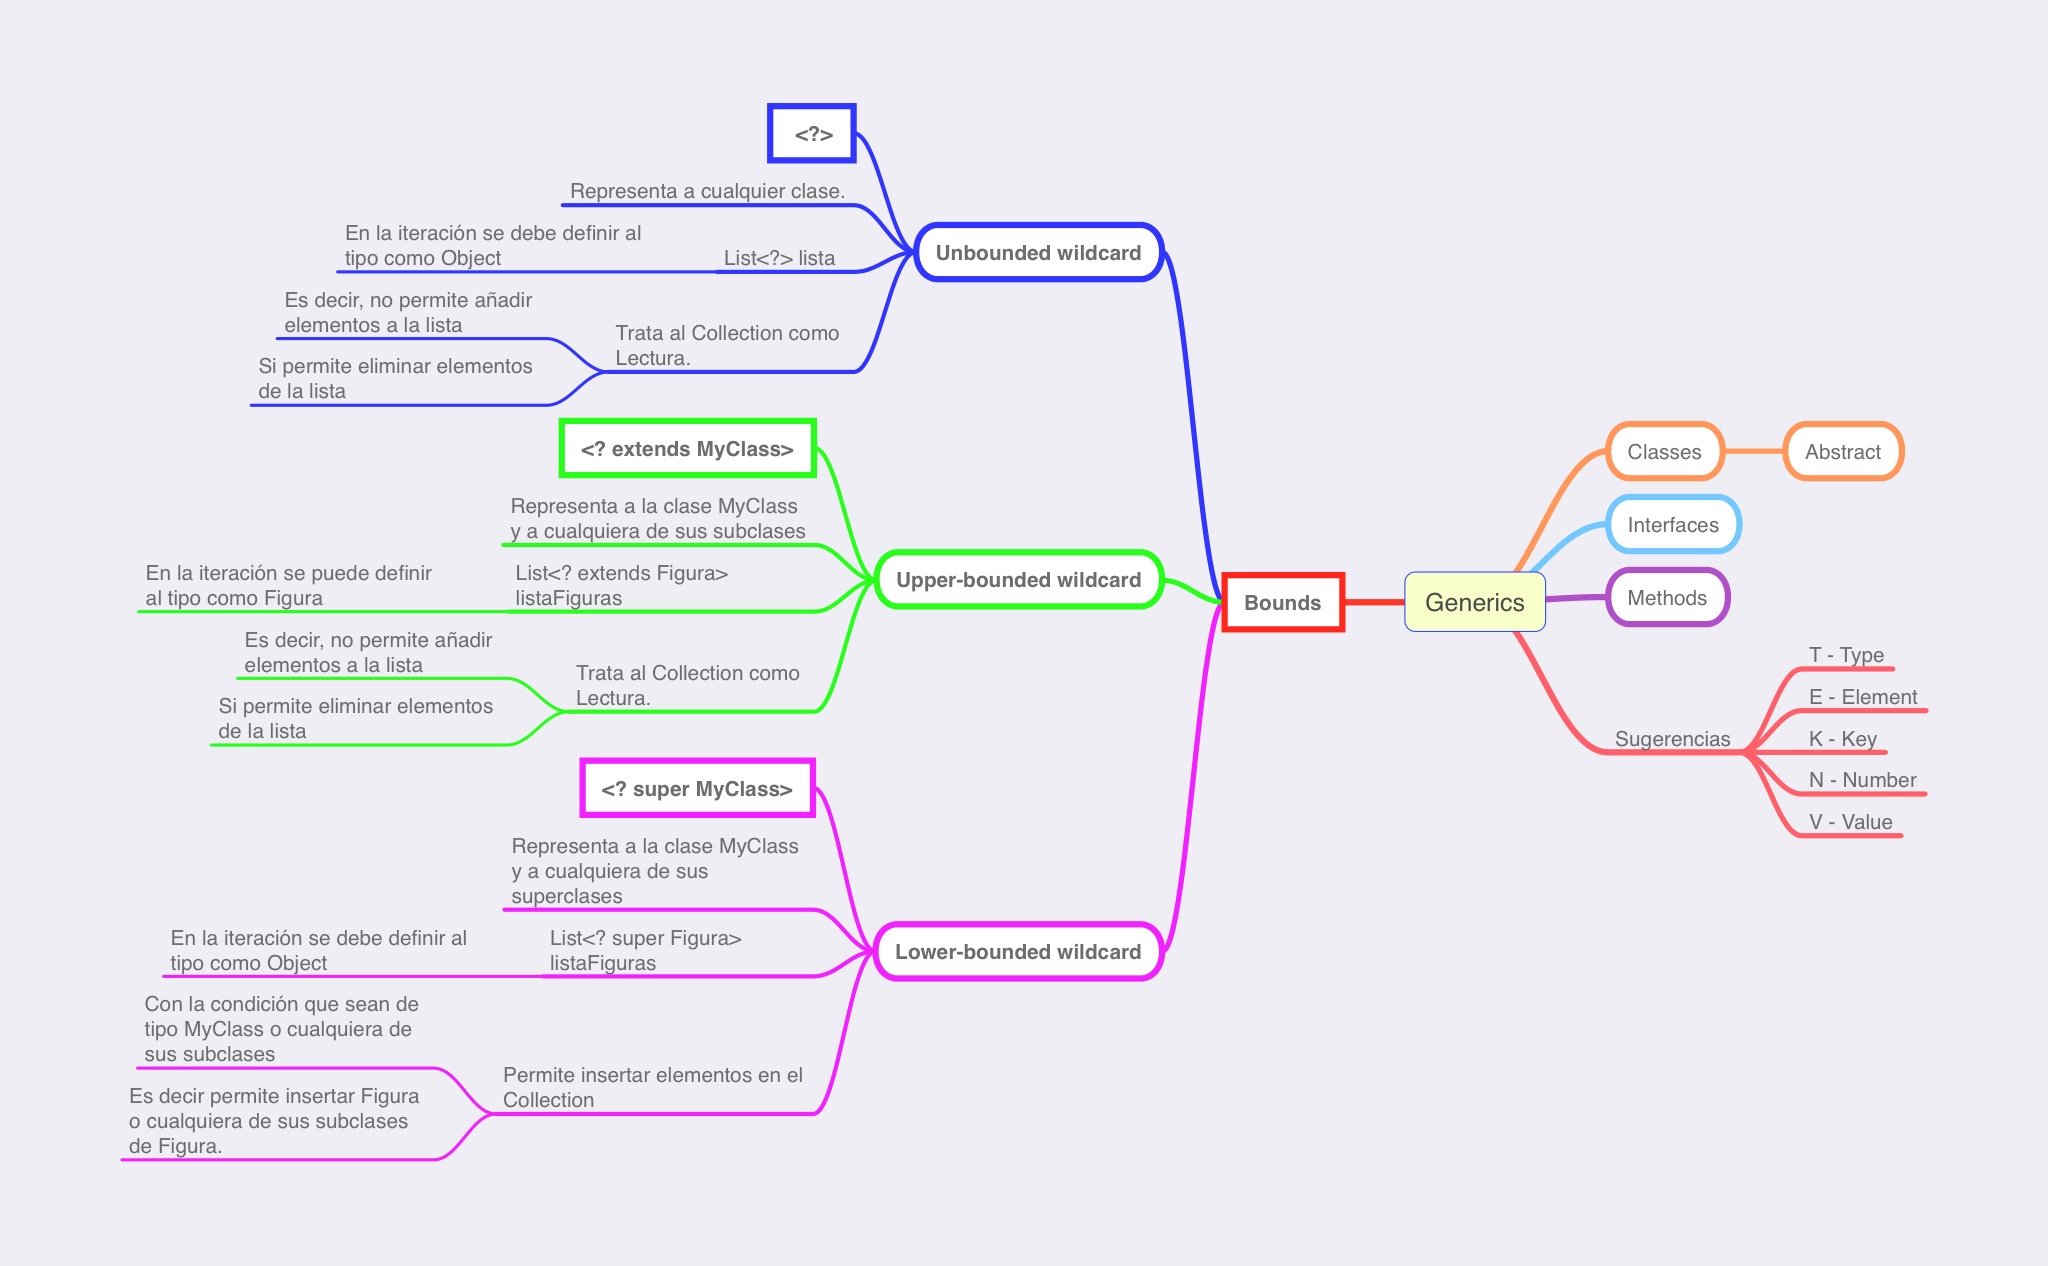 Generics
Bounds
Unbounded wildcard
<?>
Representa a cualquier clase.
List<?> lista
En la iteración se debe definir al
tipo como Object
Trata al Collection como
Lectura.
Es decir, no permite añadir
elementos a la lista
Si permite eliminar elementos
de la lista
Upper-bounded wildcard
<? extends MyClass>
Representa a la clase MyClass
y a cualquiera de sus subclases
List<? extends Figura>
listaFiguras
En la iteración se puede definir
al tipo como Figura
Trata al Collection como
Lectura.
Es decir, no permite añadir
elementos a la lista
Si permite eliminar elementos
de la lista
Lower-bounded wildcard
<? super MyClass>
Representa a la clase MyClass
y a cualquiera de sus
superclases
List<? super Figura>
listaFiguras
En la iteración se debe definir al
tipo como Object
Permite insertar elementos en el
Collection
Con la condición que sean de
tipo MyClass o cualquiera de
sus subclases
Es decir permite insertar Figura
o cualquiera de sus subclases
de Figura.
Classes
Abstract
Interfaces
Methods
Sugerencias
T - Type
E - Element
K - Key
N - Number
V - Value